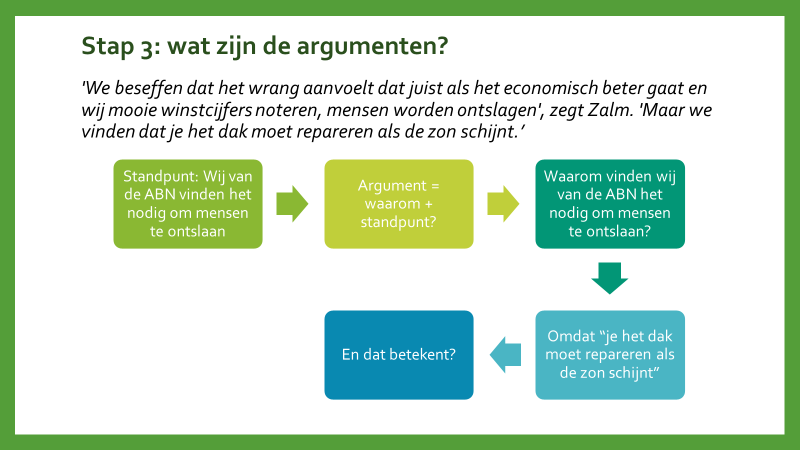 Stap 3: wat zijn de argumenten?
'We beseffen dat het wrang aanvoelt dat juist als het economisch beter gaat en
wij mooie winstcijfers noteren, mensen worden ontslagen', zegt Zalm. 'Maar we
vinden dat je het dak moet repareren als de zon schijnt.’
Standpunt: Wij van
de ABN vinden het
nodig om mensen
te ontslaan
Argument =
waarom +
standpunt?
Waarom vinden wij
van de ABN het
nodig om mensen
te ontslaan?
Omdat “je het dak
moet repareren als
de zon schijnt”
En dat betekent?